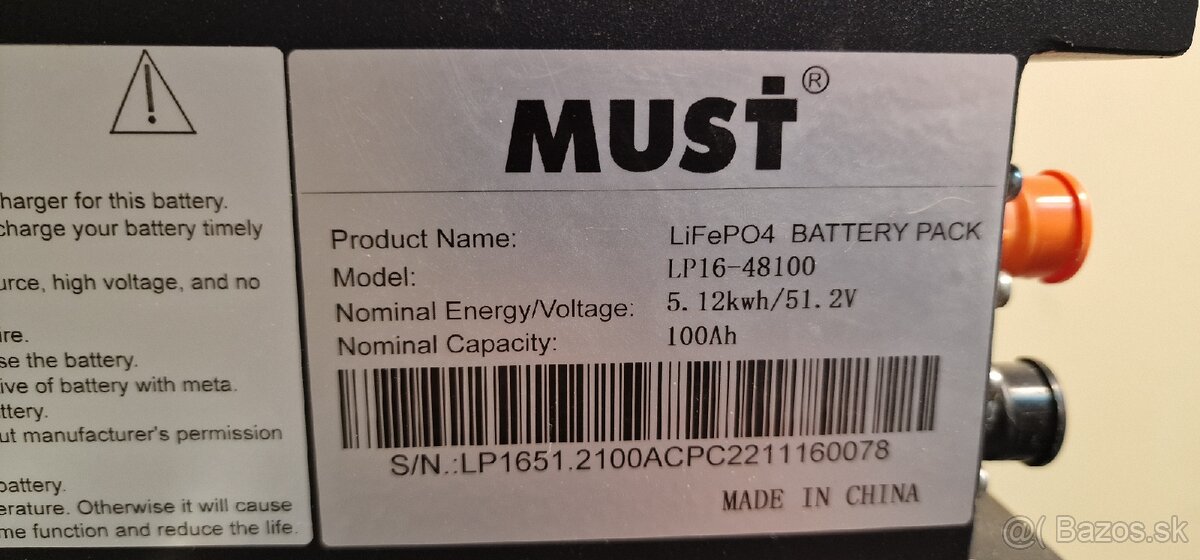 harger for this battery.
charge your battery timely
urce, high voltage, and no
ire.
se the battery.
ive of battery with meta.
ttery.
ut manufacturer's permission
battery.
erature. Otherwise it will cause
me function and reduce the life.
MUST®
Product Name: LiFePO4 BATTERY PACK
Model: LP16-48100
Nominal Energy/Voltage: 5.12kwh/51.2V
Nominal Capacity: 100Ah
S/N.:LP1651.2100ACPC2211160078
MADE IN CHINA
@( Bazos.sk